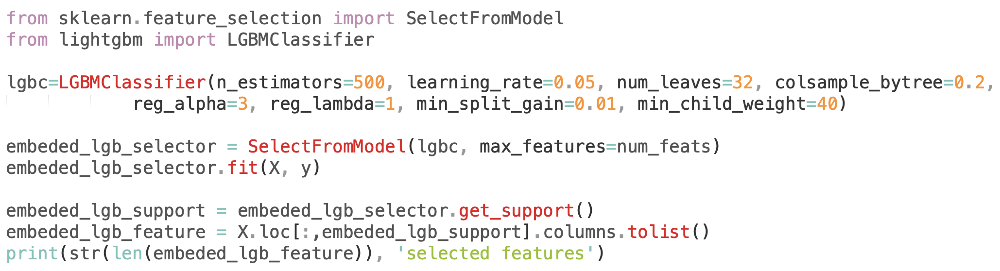 from sklearn.feature_selection import SelectFromModel
from lightgbm import LGBMClassifier
lgbc=LGBMClassifier(n_estimators=500, learning_rate=0.05, num_leaves=32, colsample_bytree=0.2,
            reg_alpha=3, reg_lambda=1, min_split_gain=0.01, min_child_weight=40)
embeded_lgb_selector = SelectFromModel(lgbc, max_features=num_feats)
embeded_lgb_selector.fit(X, y)
embeded_lgb_support = embeded_lgb_selector.get_support()
embeded_lgb_feature = X.loc[:,embeded_lgb_support].columns.tolist()
print(str(len(embeded_lgb_feature)), 'selected features')